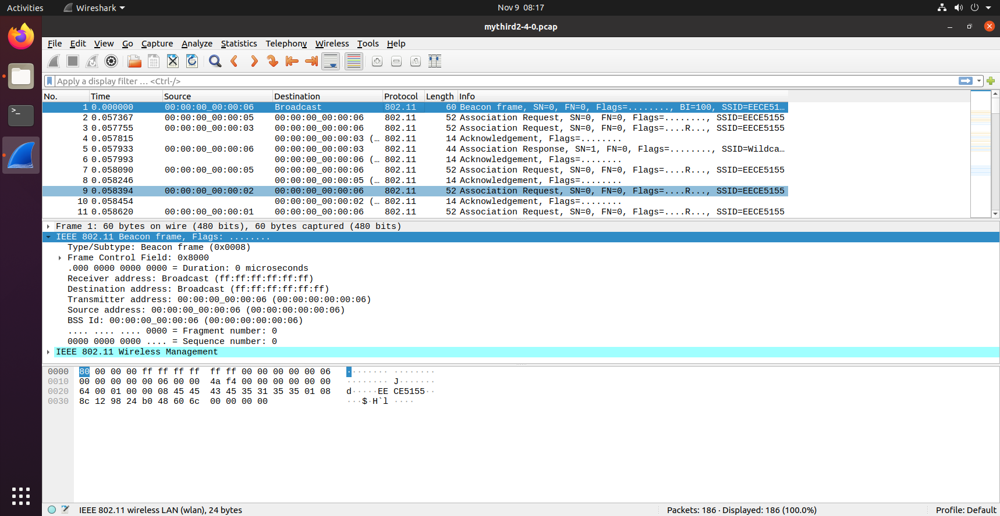 Activities Wireshark Nov 9 08:17
mythird2-4-0.pcap
File Edit View Go Capture Analyze Statistics Telephony Wireless Tools Help
Apply a display filter … <Ctrl-/>
No. Time Source Destination Protocol Length Info
1 0.000000 00:00:00_00:00:06 Broadcast 802.11 60 Beacon frame, SN=0, FN=0, Flags=........, BI=100, SSID=EECE51…
2 0.057367 00:00:00_00:00:05 00:00:00_00:00:06 802.11 52 Association Request, SN=0, FN=0, Flags=........, SSID=EECE5155
3 0.057755 00:00:00_00:00:03 00:00:00_00:00:06 802.11 52 Association Request, SN=0, FN=0, Flags=....R..., SSID=EECE5155
4 0.057815 00:00:00_00:00:03 (… 802.11 14 Acknowledgement, Flags=........
5 0.057933 00:00:00_00:00:06 00:00:00_00:00:03 802.11 44 Association Response, SN=1, FN=0, Flags=........, SSID=Wildca…
6 0.057993 00:00:00_00:00:06 (… 802.11 14 Acknowledgement, Flags=........
7 0.058090 00:00:00_00:00:05 00:00:00_00:00:06 802.11 52 Association Request, SN=0, FN=0, Flags=....R..., SSID=EECE5155
8 0.058246 00:00:00_00:00:05 (… 802.11 14 Acknowledgement, Flags=........
9 0.058394 00:00:00_00:00:02 00:00:00_00:00:06 802.11 52 Association Request, SN=0, FN=0, Flags=....R..., SSID=EECE5155
10 0.058454 00:00:00_00:00:02 (… 802.11 14 Acknowledgement, Flags=........
11 0.058620 00:00:00_00:00:01 00:00:00_00:00:06 802.11 52 Association Request, SN=0, FN=0, Flags=....R..., SSID=EECE5155
Frame 1: 60 bytes on wire (480 bits), 60 bytes captured (480 bits)
IEEE 802.11 Beacon frame, Flags: ........
Type/Subtype: Beacon frame (0x0008)
Frame Control Field: 0x8000
.000 0000 0000 0000 = Duration: 0 microseconds
Receiver address: Broadcast (ff:ff:ff:ff:ff:ff)
Destination address: Broadcast (ff:ff:ff:ff:ff:ff)
Transmitter address: 00:00:00_00:00:06 (00:00:00:00:00:06)
Source address: 00:00:00_00:00:06 (00:00:00:00:00:06)
BSS Id: 00:00:00_00:00:06 (00:00:00:00:00:06)
.... .... .... 0000 = Fragment number: 0
0000 0000 0000 .... = Sequence number: 0
IEEE 802.11 Wireless Management
0000 80 00 00 00 ff ff ff ff ff ff 00 00 00 00 00 06 ········ ········
0010 00 00 00 00 00 06 00 00 4a f4 00 00 00 00 00 00 ········ J·······
0020 64 00 01 00 00 08 45 45 43 45 35 31 35 35 01 08 d·····EE CE5155··
0030 8c 12 98 24 b0 48 60 6c 00 00 00 00 ···$·H`l ····
IEEE 802.11 wireless LAN (wlan), 24 bytes Packets: 186 · Displayed: 186 (100.0%) Profile: Default